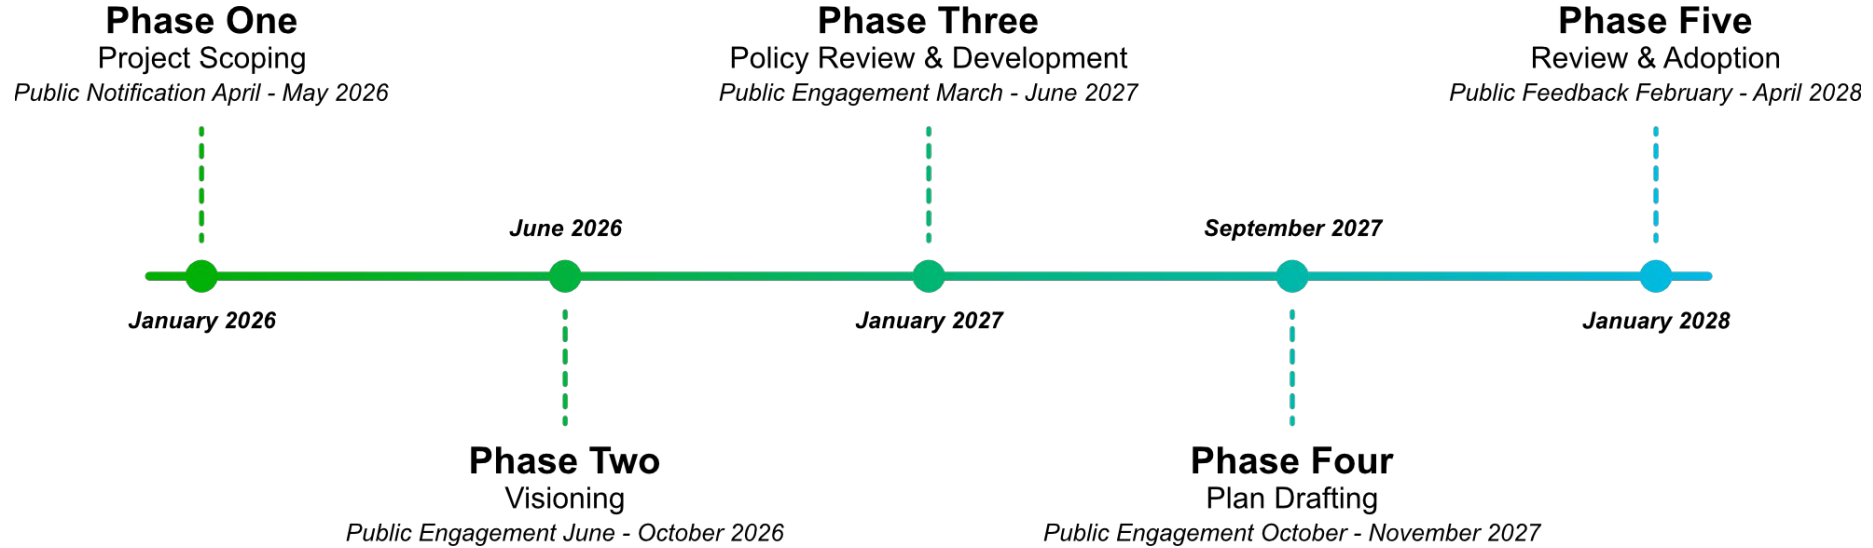 Phase One
Project Scoping
Public Notification April - May 2026
Phase Three
Policy Review & Development
Public Engagement March - June 2027
Phase Five
Review & Adoption
Public Feedback February - April 2028
June 2026
September 2027
January 2026
January 2027
January 2028
Phase Two
Visioning
Public Engagement June - October 2026
Phase Four
Plan Drafting
Public Engagement October - November 2027